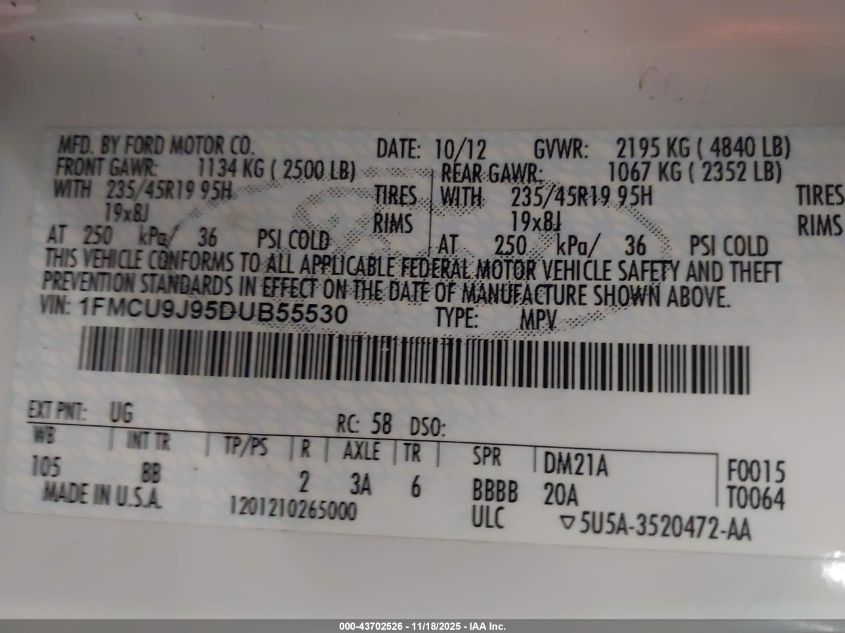 MFD. BY FORD MOTOR CO. DATE: 10/12 GVWR: 2195 KG ( 4840 LB)
FRONT GAWR: 1134 KG ( 2500 LB) REAR GAWR: 1067 KG ( 2352 LB)
WITH 235/45R19 95H TIRES WITH 235/45R19 95H TIRES
19x8J RIMS 19x8J RIMS
AT 250 kPa/ 36 PSI COLD AT 250 kPa/ 36 PSI COLD
THIS VEHICLE CONFORMS TO ALL APPLICABLE FEDERAL MOTOR VEHICLE SAFETY AND THEFT
PREVENTION STANDARDS IN EFFECT ON THE DATE OF MANUFACTURE SHOWN ABOVE.
VIN: 1FMCU9J95DUB55530 TYPE: MPV
EXT PNT: UG RC: 58 DSO:
WB INT TR TP/PS R AXLE TR SPR DM21A F0015
105 BB 2 3A 6 BBBB 20A T0064
MADE IN U.S.A. 1201210265000 ULC ▽5U5A-3520472-AA
000-43702526 - 11/18/2025 - IAA Inc.